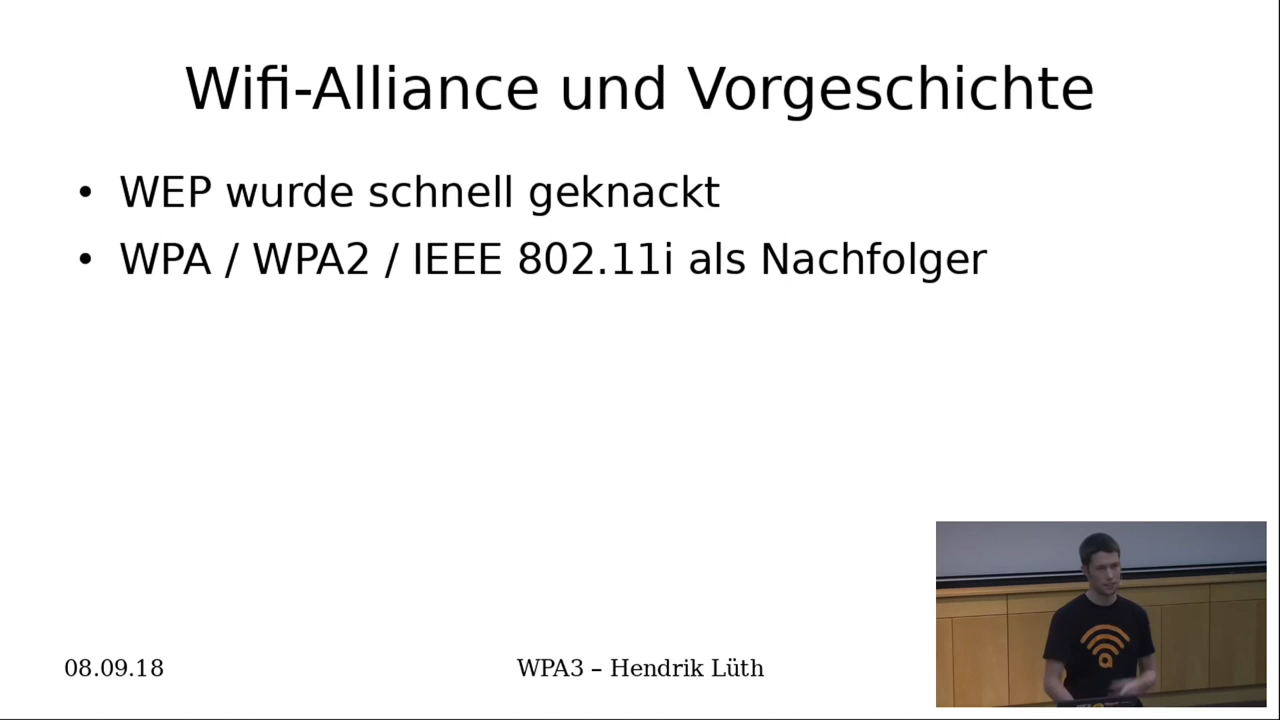 Wifi-Alliance und Vorgeschichte
• WEP wurde schnell geknackt
• WPA / WPA2 / IEEE 802.11i als Nachfolger
08.09.18
WPA3 – Hendrik Lüth